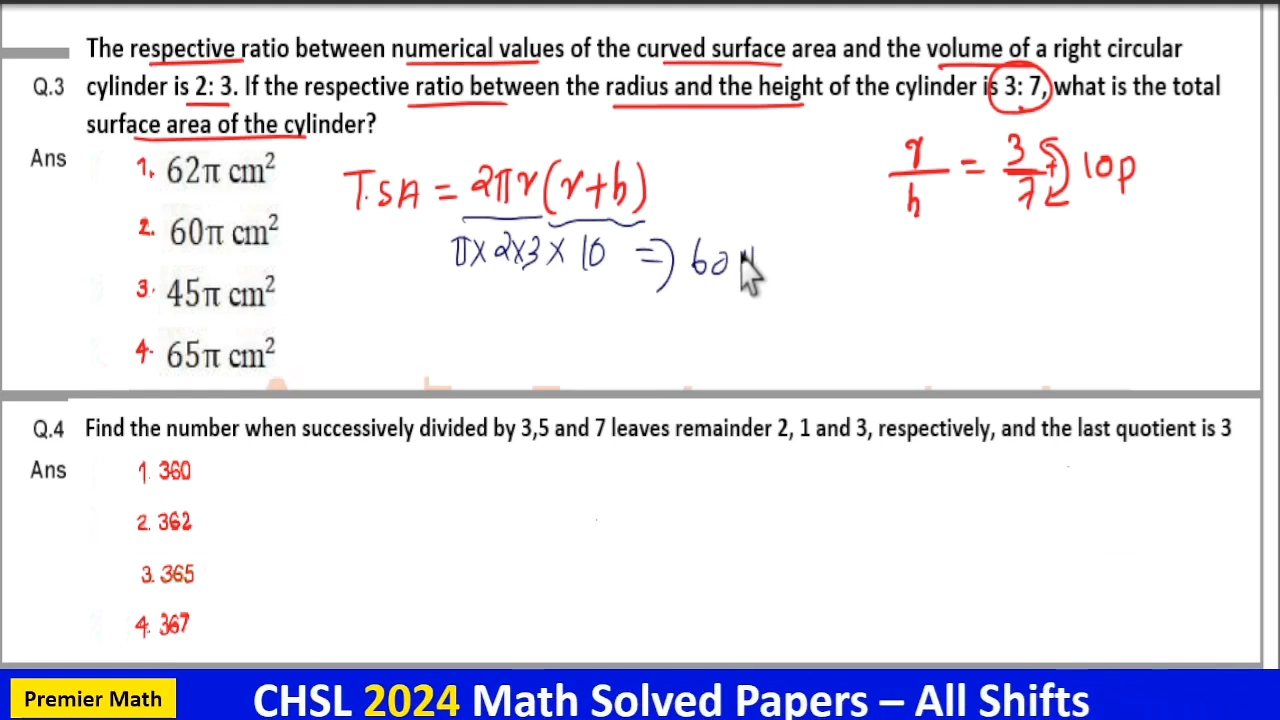 The respective ratio between numerical values of the curved surface area and the volume of a right circular
Q.3 cylinder is 2: 3. If the respective ratio between the radius and the height of the cylinder is 3: 7, what is the total
surface area of the cylinder?
Ans
1. 62π cm²
2. 60π cm²
3. 45π cm²
4. 65π cm²
T.SA = 2πr(r+h)
π×2×3×10 ⇒ 60
r/h = 3/7 10p
Q.4 Find the number when successively divided by 3,5 and 7 leaves remainder 2, 1 and 3, respectively, and the last quotient is 3
Ans
1. 360
2. 362
3. 365
4. 367
Premier Math
CHSL 2024 Math Solved Papers – All Shifts